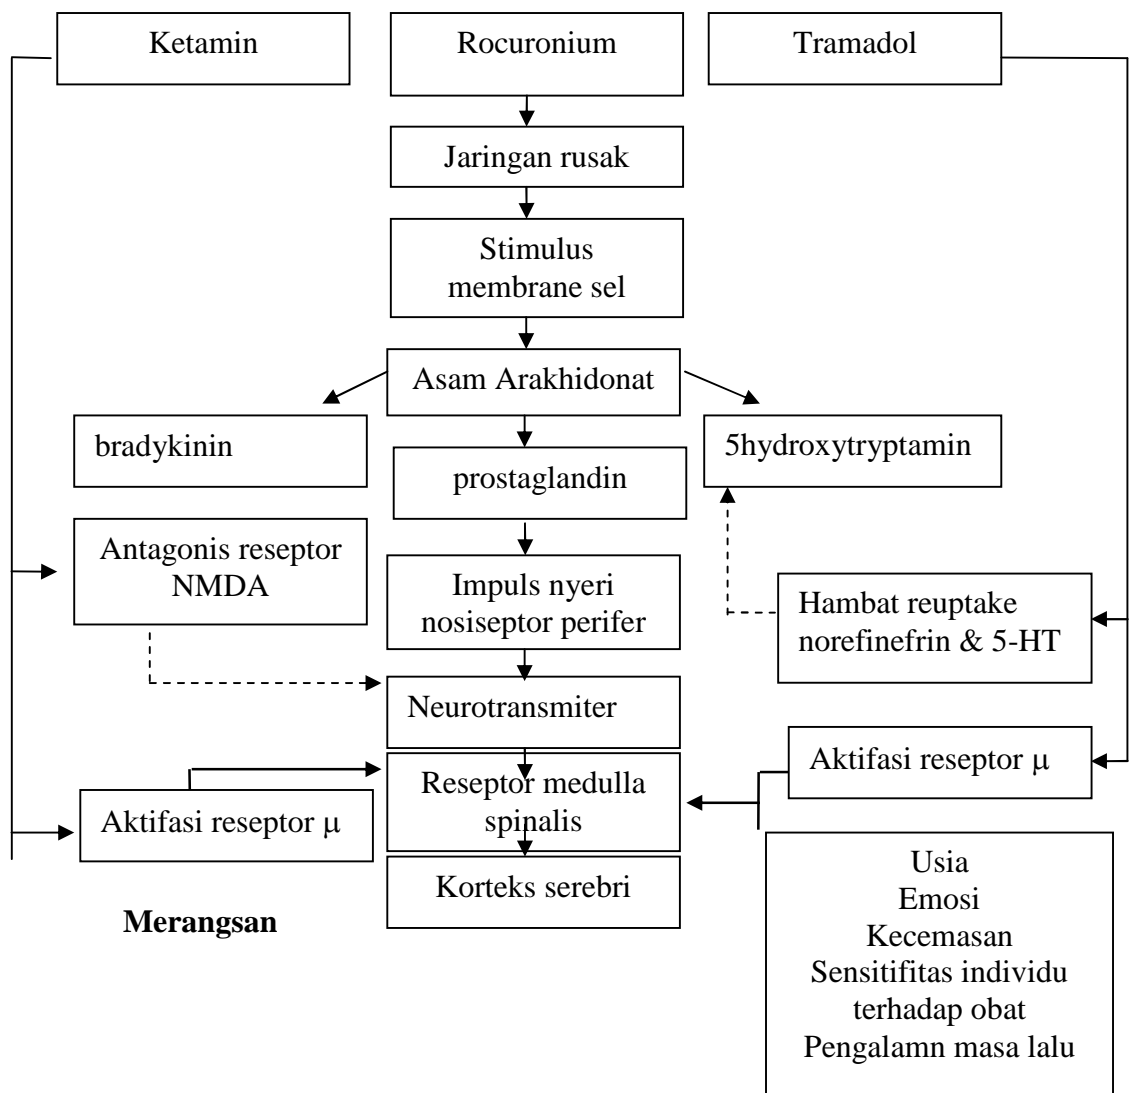 Ketamin
Rocuronium
Tramadol
Jaringan rusak
Stimulus
membrane sel
Asam Arakhidonat
bradykinin
prostaglandin
5hydroxytryptamin
Antagonis reseptor
NMDA
Impuls nyeri
nosiseptor perifer
Hambat reuptake
norefinefrin & 5-HT
Neurotransmiter
Aktifasi reseptor μ
Reseptor medulla
spinalis
Aktifasi reseptor μ
Korteks serebri
Merangsan
Usia
Emosi
Kecemasan
Sensitifitas individu
terhadap obat
Pengalamn masa lalu